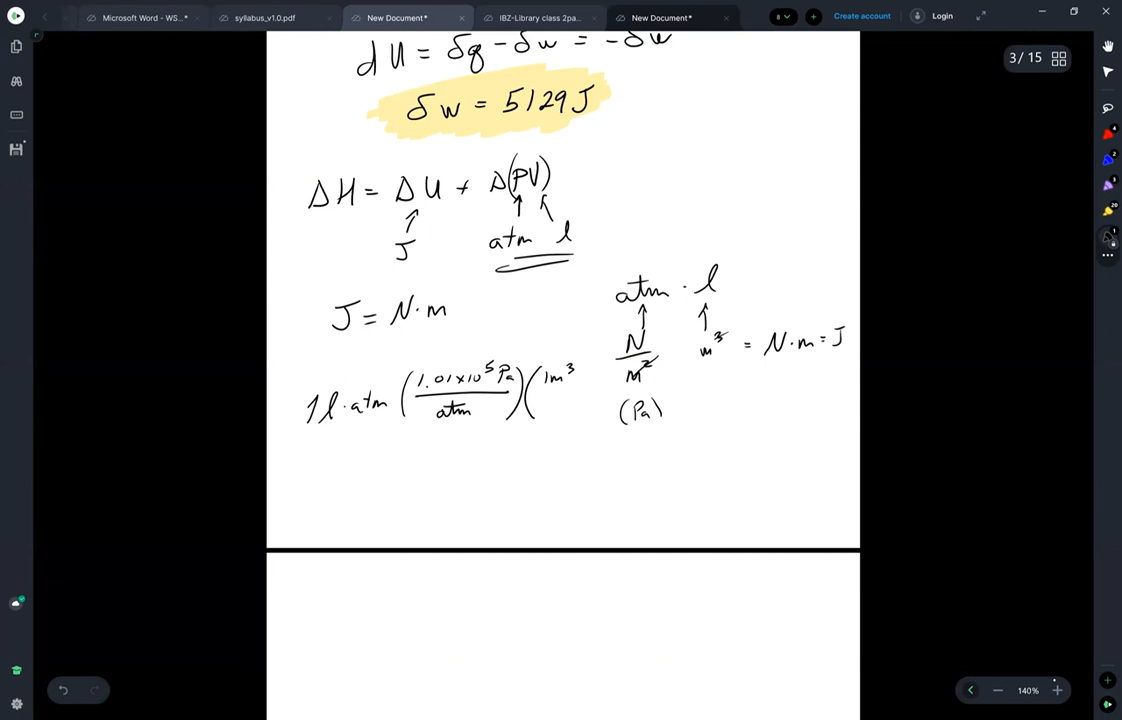 Microsoft Word - WS...*
syllabus_v1.0.pdf
New Document*
IBZ-Library class 2pa...
New Document*
8
Create account
Login
3 / 15
dU = δq - δw = -δw
δw = 5129 J
ΔH = ΔU + Δ(PV)
J
atm l
J = N·m
atm · l
N/m² m³ = N·m = J
(Pa)
1 l·atm (1.01×10⁵ Pa/atm)(1m³
140%